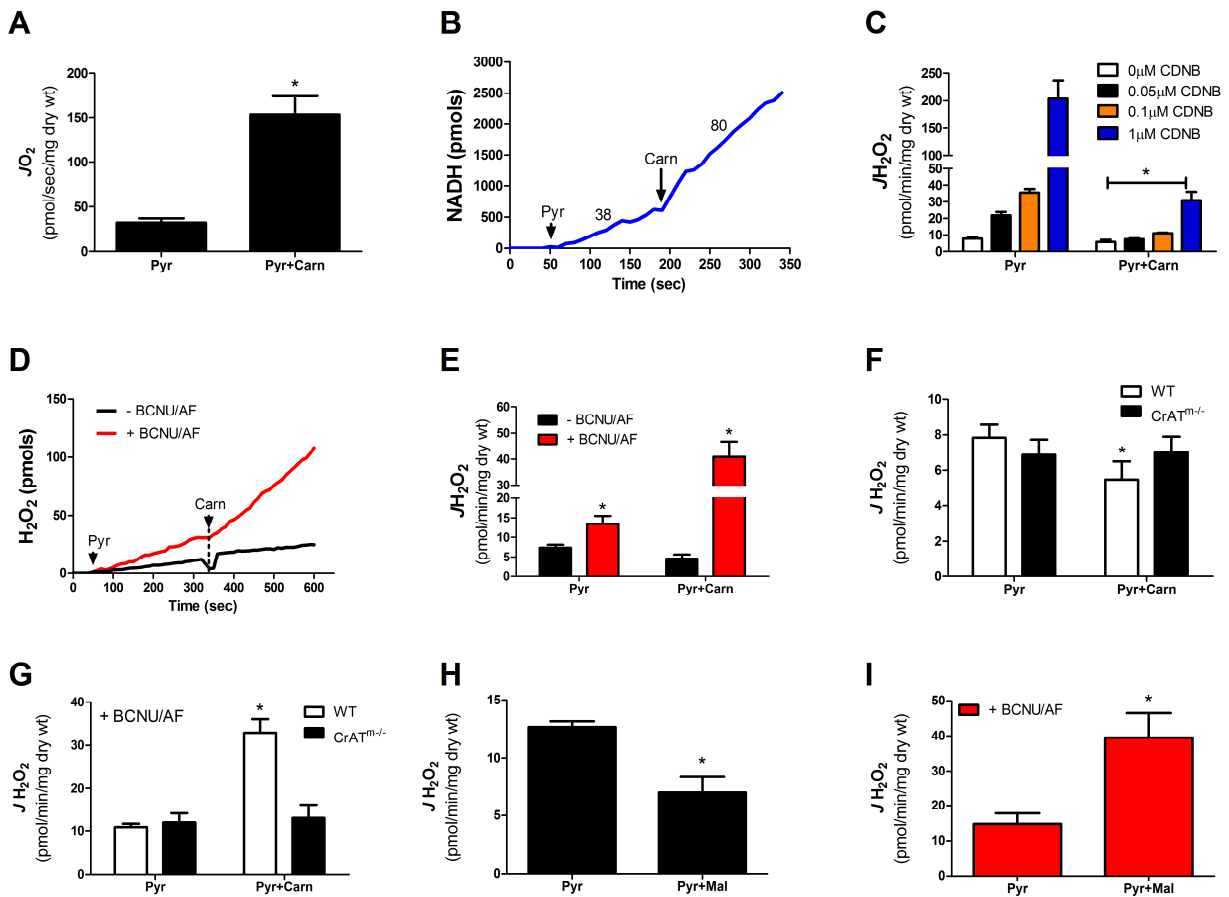 A
JO2
(pmol/sec/mg dry wt)
200
150
100
50
0
*
Pyr
Pyr+Carn
B
NADH (pmols)
3000
2500
2000
1500
1000
500
0
Pyr
38
Carn
80
0 50 100 150 200 250 300 350
Time (sec)
C
JH2O2
(pmol/min/mg dry wt)
250
200
150
100
40
30
20
10
0
0μM CDNB
0.05μM CDNB
0.1μM CDNB
1μM CDNB
*
Pyr
Pyr+Carn
D
H2O2 (pmols)
150
100
50
0
- BCNU/AF
+ BCNU/AF
Pyr
Carn
0 100 200 300 400 500 600
Time (sec)
E
JH2O2
(pmol/min/mg dry wt)
60
50
40
30
20
15
10
5
0
- BCNU/AF
+ BCNU/AF
*
*
Pyr
Pyr+Carn
F
J H2O2
(pmol/min/mg dry wt)
10
8
6
4
2
0
WT
CrATm-/-
*
Pyr
Pyr+Carn
G
J H2O2
(pmol/min/mg dry wt)
40
30
20
10
0
+ BCNU/AF
*
WT
CrATm-/-
Pyr
Pyr+Carn
H
J H2O2
(pmol/min/mg dry wt)
15
10
5
0
*
Pyr
Pyr+Mal
I
J H2O2
(pmol/min/mg dry wt)
50
40
30
20
10
0
+ BCNU/AF
*
Pyr
Pyr+Mal